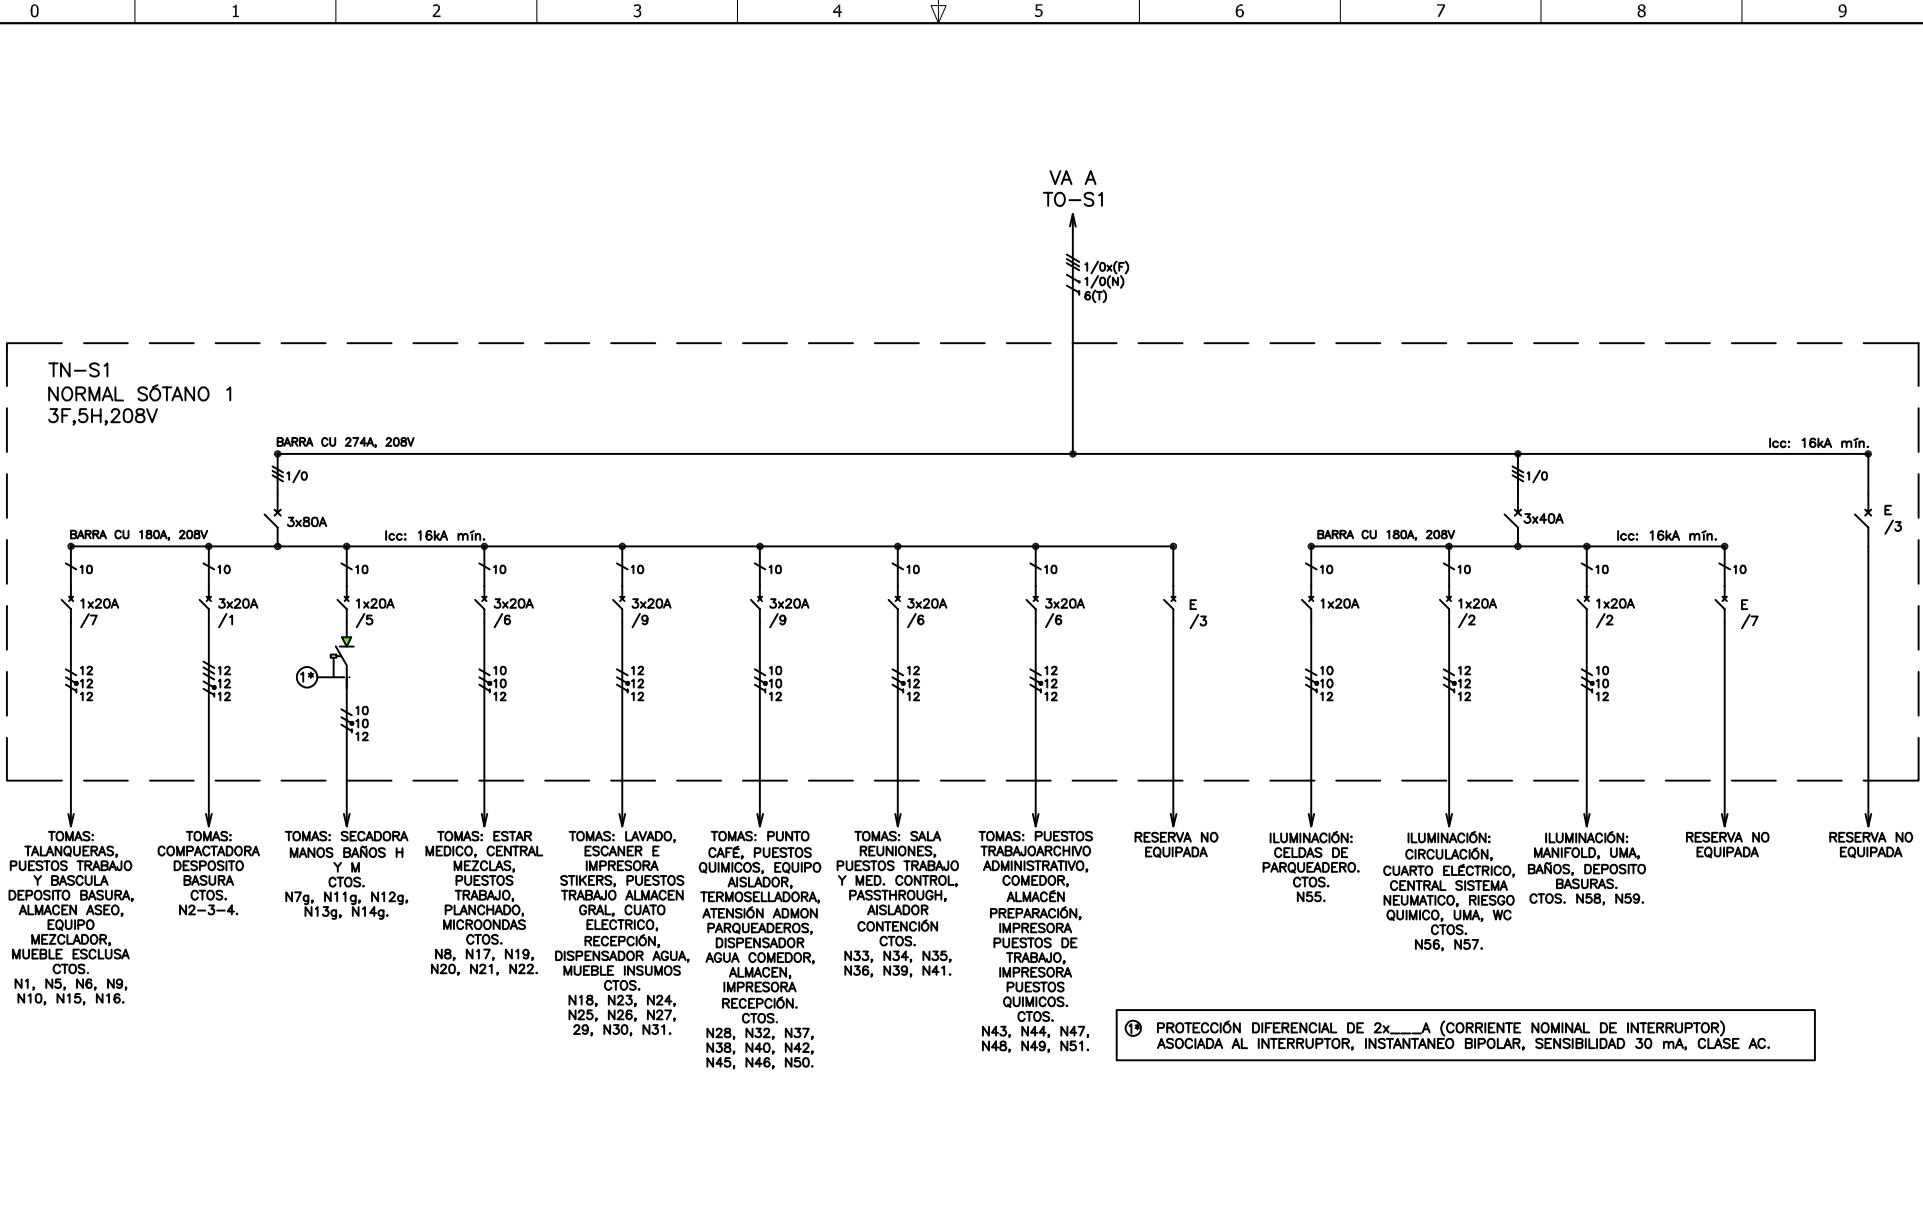 0 1 2 3 4 5 6 7 8 9
VA A
TO-S1
1/0x(F)
1/0(N)
6(T)
TN-S1
NORMAL SÓTANO 1
3F,5H,208V
BARRA CU 274A, 208V
Icc: 16kA mín.
1/0
3x80A
1/0
3x40A
E
/3
BARRA CU 180A, 208V
Icc: 16kA mín.
BARRA CU 180A, 208V
Icc: 16kA mín.
10
1x20A
/7
12
12
12
10
3x20A
/1
12
12
12
10
1x20A
/5
1*
10
10
12
10
3x20A
/6
10
10
12
10
3x20A
/9
12
12
12
10
3x20A
/9
10
10
12
10
3x20A
/6
12
12
12
10
3x20A
/6
12
12
12
E
/3
10
1x20A
10
10
12
10
1x20A
/2
12
12
12
10
1x20A
/2
10
10
12
10
E
/7
TOMAS:
TALANQUERAS,
PUESTOS TRABAJO
Y BASCULA
DEPOSITO BASURA,
ALMACEN ASEO,
EQUIPO
MEZCLADOR,
MUEBLE ESCLUSA
CTOS.
N1, N5, N6, N9,
N10, N15, N16.
TOMAS:
COMPACTADORA
DESPOSITO
BASURA
CTOS.
N2-3-4.
TOMAS: SECADORA
MANOS BAÑOS H
Y M
CTOS.
N7g, N11g, N12g,
N13g, N14g.
TOMAS: ESTAR
MEDICO, CENTRAL
MEZCLAS,
PUESTOS
TRABAJO,
PLANCHADO,
MICROONDAS
CTOS.
N8, N17, N19,
N20, N21, N22.
TOMAS: LAVADO,
ESCANER E
IMPRESORA
STIKERS, PUESTOS
TRABAJO ALMACEN
GRAL, CUATO
ELECTRICO,
RECEPCIÓN,
DISPENSADOR AGUA,
MUEBLE INSUMOS
CTOS.
N18, N23, N24,
N25, N26, N27,
29, N30, N31.
TOMAS: PUNTO
CAFÉ, PUESTOS
QUIMICOS, EQUIPO
AISLADOR,
TERMOSELLADORA,
ATENSIÓN ADMON
PARQUEADEROS,
DISPENSADOR
AGUA COMEDOR,
ALMACEN,
IMPRESORA
RECEPCIÓN.
CTOS.
N28, N32, N37,
N38, N40, N42,
N45, N46, N50.
TOMAS: SALA
REUNIONES,
PUESTOS TRABAJO
Y MED. CONTROL,
PASSTHROUGH,
AISLADOR
CONTENCIÓN
CTOS.
N33, N34, N35,
N36, N39, N41.
TOMAS: PUESTOS
TRABAJOARCHIVO
ADMINISTRATIVO,
COMEDOR,
ALMACÉN
PREPARACIÓN,
IMPRESORA
PUESTOS DE
TRABAJO,
IMPRESORA
PUESTOS
QUIMICOS.
CTOS.
N43, N44, N47,
N48, N49, N51.
RESERVA NO
EQUIPADA
ILUMINACIÓN:
CELDAS DE
PARQUEADERO.
CTOS.
N55.
ILUMINACIÓN:
CIRCULACIÓN,
CUARTO ELÉCTRICO,
CENTRAL SISTEMA
NEUMATICO, RIESGO
QUIMICO, UMA, WC
CTOS.
N56, N57.
ILUMINACIÓN:
MANIFOLD, UMA,
BAÑOS, DEPOSITO
BASURAS.
CTOS. N58, N59.
RESERVA NO
EQUIPADA
RESERVA NO
EQUIPADA
1* PROTECCIÓN DIFERENCIAL DE 2x___A (CORRIENTE NOMINAL DE INTERRUPTOR)
ASOCIADA AL INTERRUPTOR, INSTANTANEO BIPOLAR, SENSIBILIDAD 30 mA, CLASE AC.